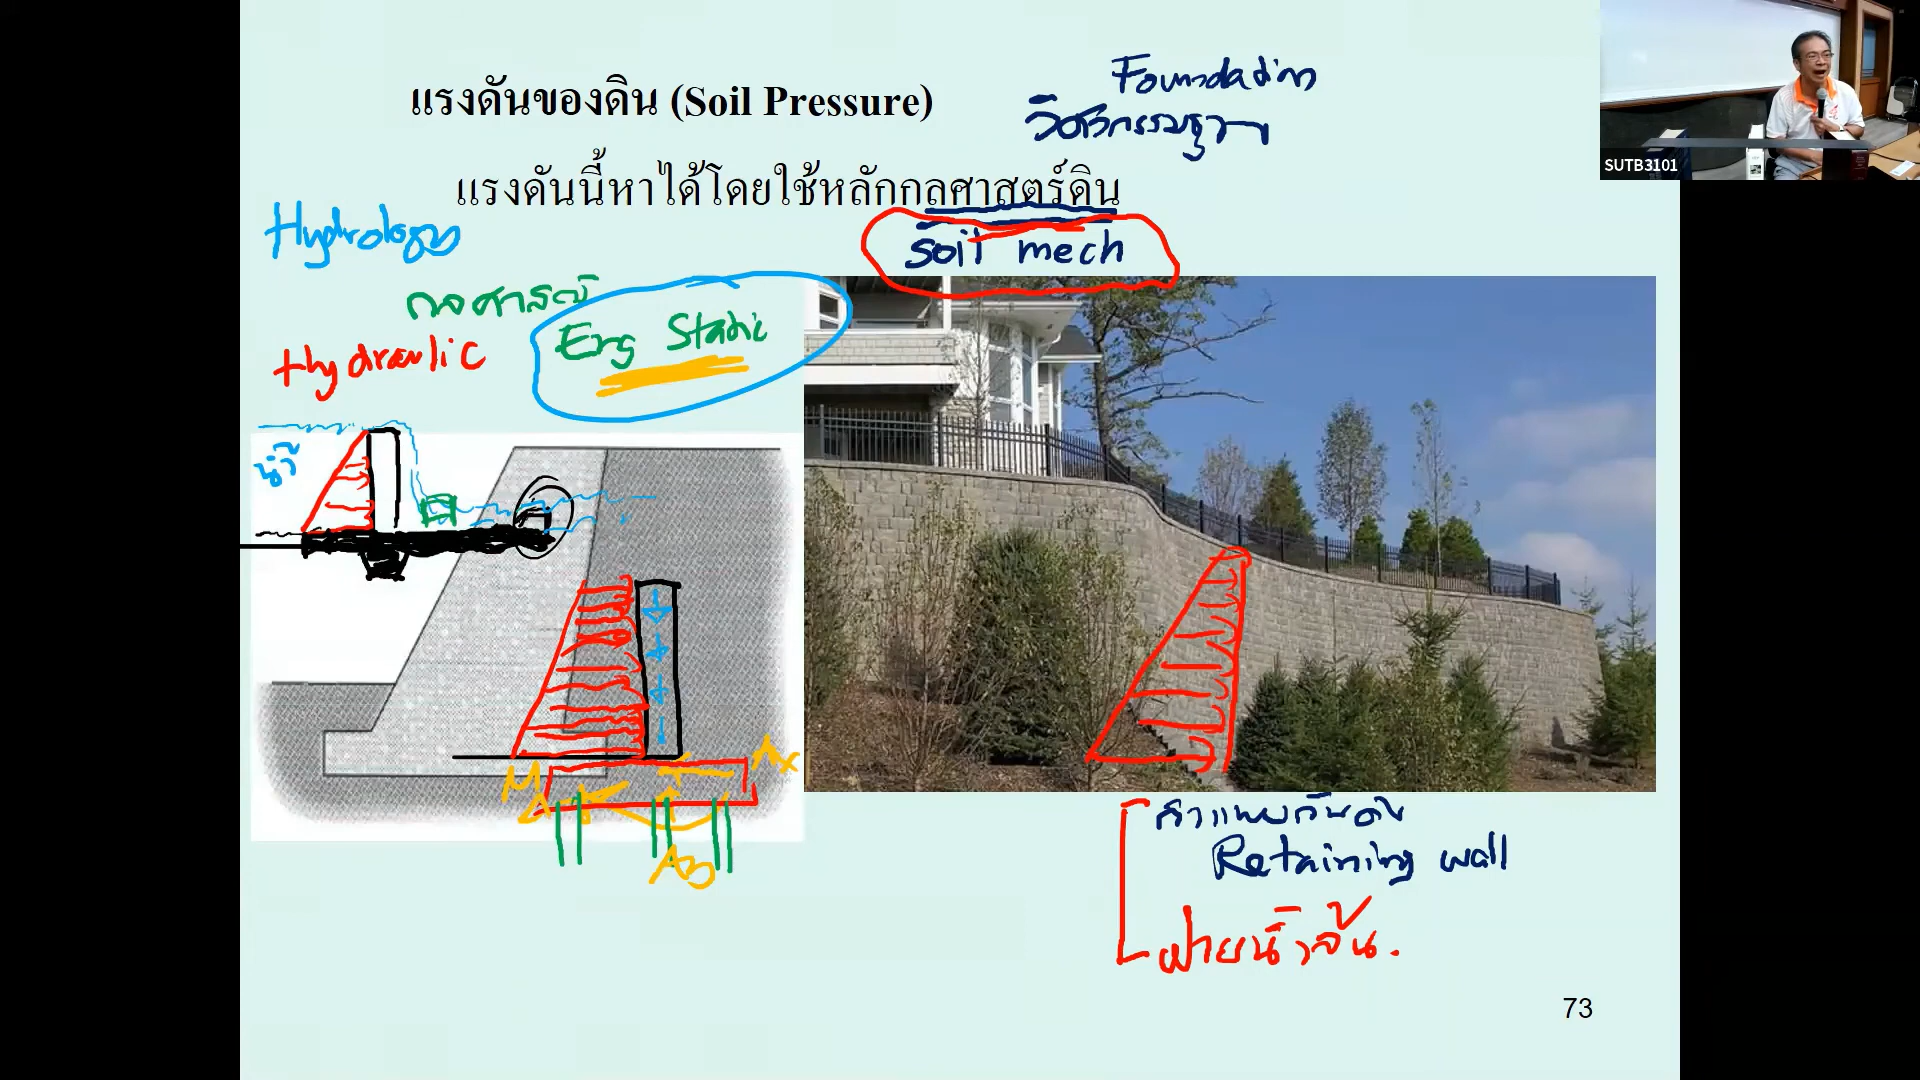 Foundation
แรงดันของดิน (Soil Pressure)
วิศวกรรมฐาน
แรงดันนี้หาได้โดยใช้หลักกลศาสตร์ดิน
SUTB3101
Hydrology
soil mech
กลศาสตร์
Eng Static
Hydraulic
น้ำ
M
Ax
กำแพงกันดิน
Retaining wall
ฝายน้ำล้น.
73